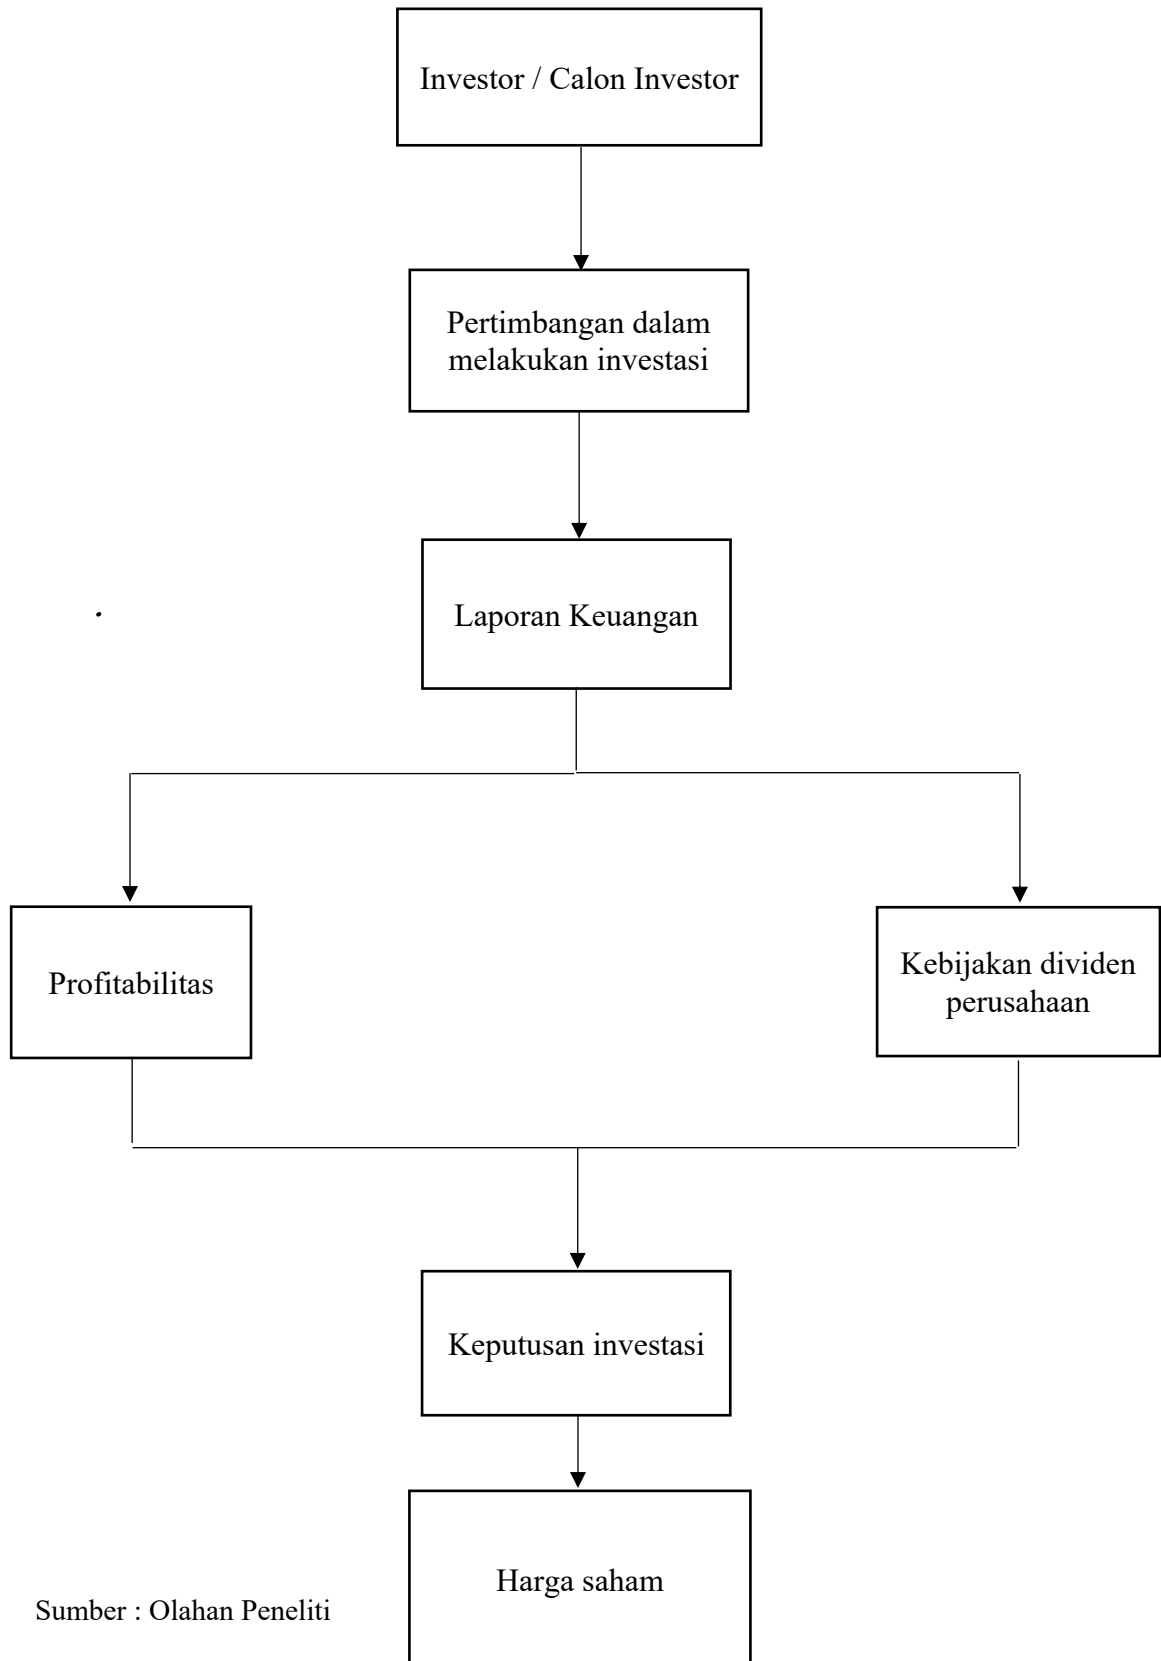 Investor / Calon Investor
Pertimbangan dalam
melakukan investasi
Laporan Keuangan
.
Profitabilitas
Kebijakan dividen
perusahaan
Keputusan investasi
Harga saham
Sumber : Olahan Peneliti